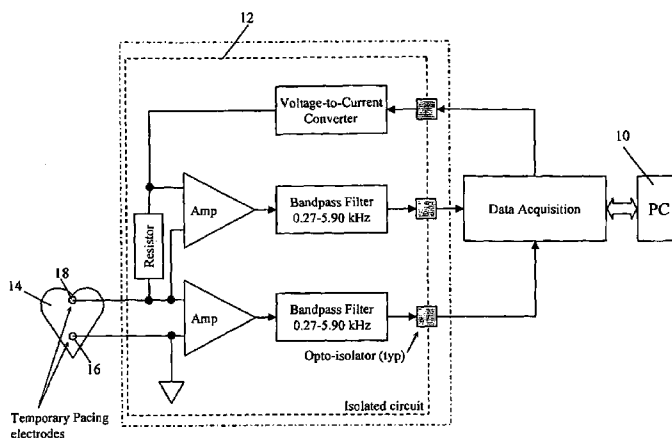 12
Voltage-to-Current
Converter
10
Amp
Bandpass Filter
0.27-5.90 kHz
Data Acquisition
PC
Resistor
18
14
Amp
Bandpass Filter
0.27-5.90 kHz
16
Opto-isolator (typ)
Temporary Pacing
electrodes
Isolated circuit